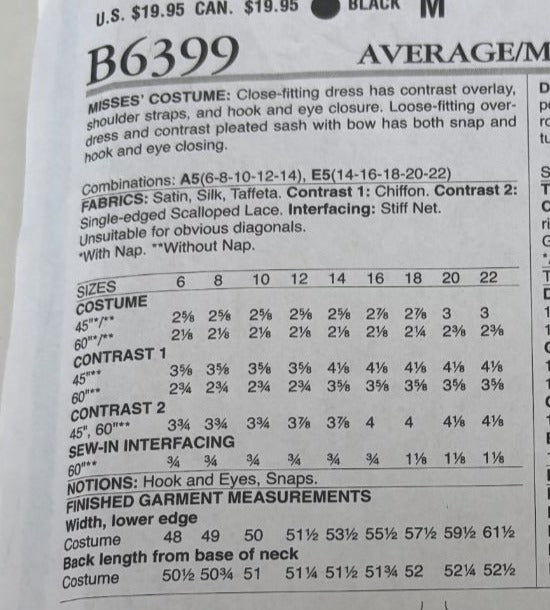 U.S. $19.95 CAN. $19.95 BLACK M
B6399 AVERAGE/M
MISSES' COSTUME: Close-fitting dress has contrast overlay,
shoulder straps, and hook and eye closure. Loose-fitting over-
dress and contrast pleated sash with bow has both snap and
hook and eye closing.
Combinations: A5(6-8-10-12-14), E5(14-16-18-20-22)
FABRICS: Satin, Silk, Taffeta. Contrast 1: Chiffon. Contrast 2:
Single-edged Scalloped Lace. Interfacing: Stiff Net.
Unsuitable for obvious diagonals.
*With Nap. **Without Nap.
SIZES 6 8 10 12 14 16 18 20 22
COSTUME
45"*/** 2⅝ 2⅝ 2⅝ 2⅝ 2⅝ 2⅞ 2⅞ 3 3
60"*/** 2⅛ 2⅛ 2⅛ 2⅛ 2⅛ 2⅛ 2¼ 2⅜ 2⅜
CONTRAST 1
45"** 3⅝ 3⅝ 3⅝ 3⅝ 4⅛ 4⅛ 4⅛ 4⅛ 4⅛
60"** 2¾ 2¾ 2¾ 2¾ 3⅝ 3⅝ 3⅝ 3⅝ 3⅝
CONTRAST 2
45", 60"** 3¾ 3¾ 3¾ 3⅞ 3⅞ 4 4 4⅛ 4⅛
SEW-IN INTERFACING
60"** ¾ ¾ ¾ ¾ ¾ ¾ 1⅛ 1⅛ 1⅛
NOTIONS: Hook and Eyes, Snaps.
FINISHED GARMENT MEASUREMENTS
Width, lower edge
Costume 48 49 50 51½ 53½ 55½ 57½ 59½ 61½
Back length from base of neck
Costume 50½ 50¾ 51 51¼ 51½ 51¾ 52 52¼ 52½